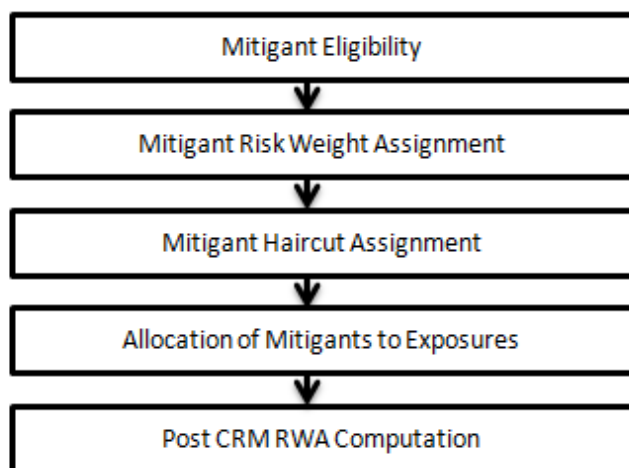 Mitigant Eligibility
Mitigant Risk Weight Assignment
Mitigant Haircut Assignment
Allocation of Mitigants to Exposures
Post CRM RWA Computation